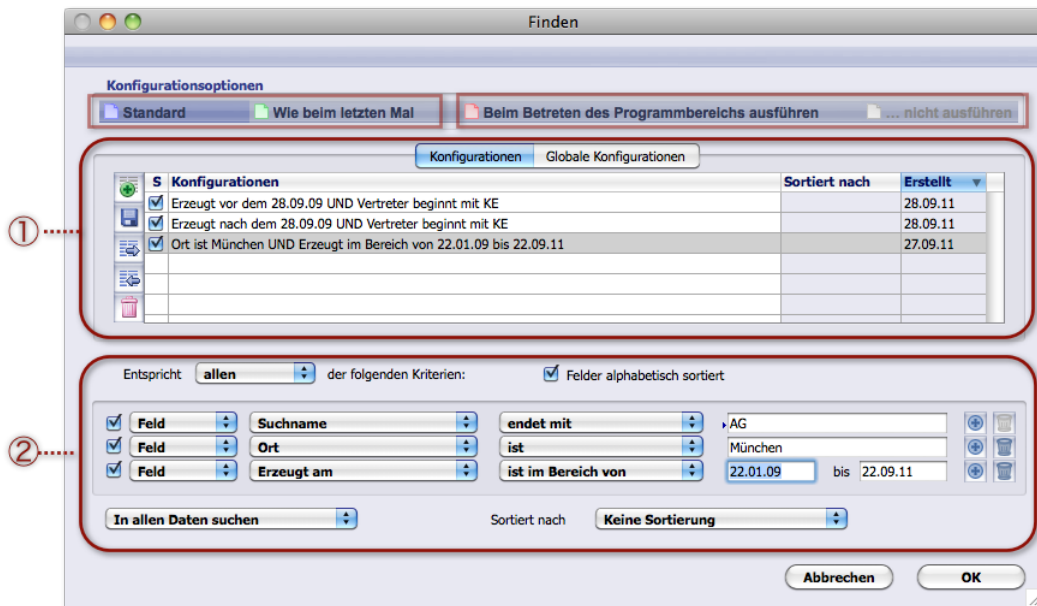 Finden
Konfigurationsoptionen
Standard Wie beim letzten Mal Beim Betreten des Programmbereichs ausführen ... nicht ausführen
Konfigurationen Globale Konfigurationen
S Konfigurationen Sortiert nach Erstellt
Erzeugt vor dem 28.09.09 UND Vertreter beginnt mit KE 28.09.11
Erzeugt nach dem 28.09.09 UND Vertreter beginnt mit KE 28.09.11
1 Ort ist München UND Erzeugt im Bereich von 22.01.09 bis 22.09.11 27.09.11
Entspricht allen der folgenden Kriterien: Felder alphabetisch sortiert
Feld Suchname endet mit AG
2 Feld Ort ist München
Feld Erzeugt am ist im Bereich von 22.01.09 bis 22.09.11
In allen Daten suchen Sortiert nach Keine Sortierung
Abbrechen OK